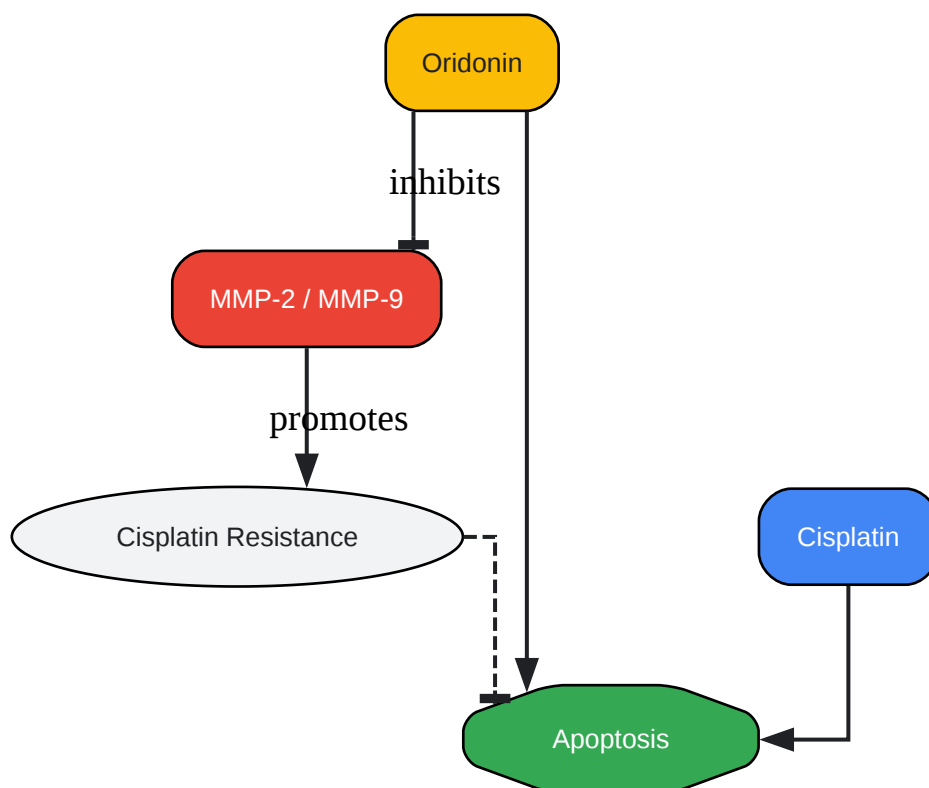 Oridonin
inhibits
MMP-2 / MMP-9
promotes
Cisplatin Resistance
Cisplatin
Apoptosis